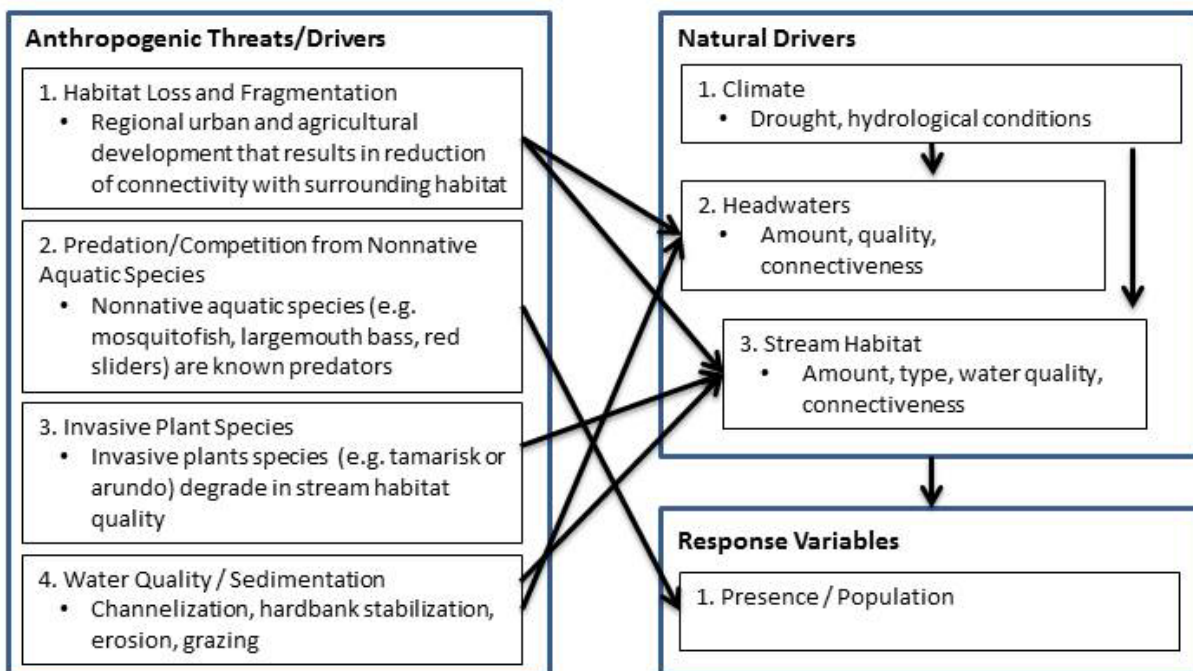 Anthropogenic Threats/Drivers
1. Habitat Loss and Fragmentation
• Regional urban and agricultural
development that results in reduction
of connectivity with surrounding habitat
2. Predation/Competition from Nonnative
Aquatic Species
• Nonnative aquatic species (e.g.
mosquitofish, largemouth bass, red
sliders) are known predators
3. Invasive Plant Species
• Invasive plants species (e.g. tamarisk or
arundo) degrade in stream habitat
quality
4. Water Quality / Sedimentation
• Channelization, hardbank stabilization,
erosion, grazing
Natural Drivers
1. Climate
• Drought, hydrological conditions
2. Headwaters
• Amount, quality,
connectiveness
3. Stream Habitat
• Amount, type, water quality,
connectiveness
Response Variables
1. Presence / Population